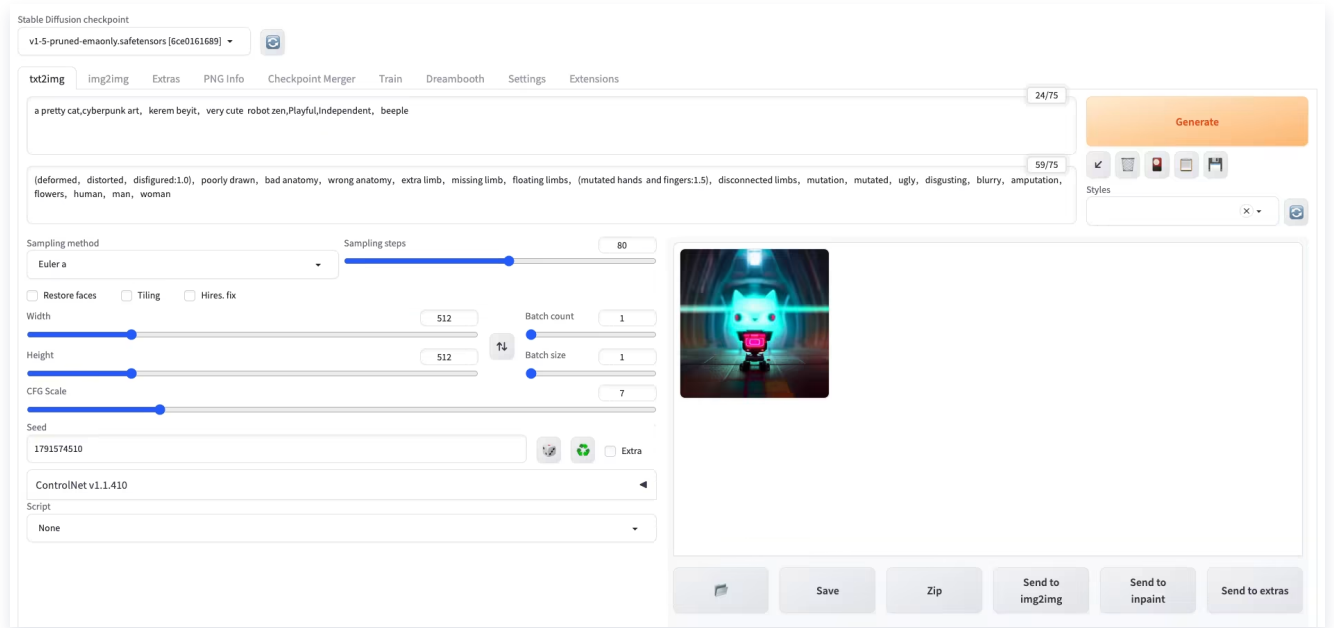 Stable Diffusion checkpoint
v1-5-pruned-emaonly.safetensors [6ce0161689]
txt2img img2img Extras PNG Info Checkpoint Merger Train Dreambooth Settings Extensions
24/75
a pretty cat,cyberpunk art，kerem beyit，very cute robot zen,Playful,Independent，beeple
Generate
59/75
(deformed，distorted，disfigured:1.0)，poorly drawn，bad anatomy，wrong anatomy，extra limb，missing limb，floating limbs，(mutated hands and fingers:1.5)，disconnected limbs，mutation，mutated，ugly，disgusting，blurry，amputation，
flowers，human，man，woman
Styles
Sampling method
Euler a
Sampling steps
80
Restore faces Tiling Hires. fix
Width
512
Batch count
1
Height
512
Batch size
1
CFG Scale
7
Seed
1791574510
Extra
ControlNet v1.1.410
Script
None
Save
Zip
Send to
img2img
Send to
inpaint
Send to extras